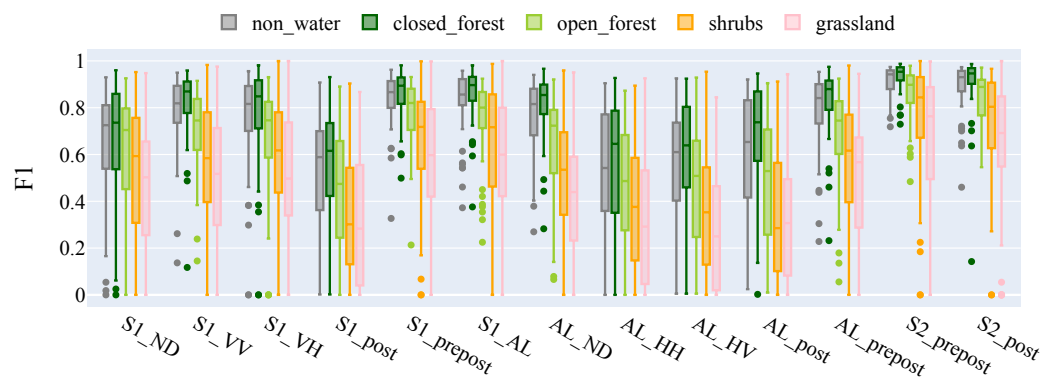 non_water closed_forest open_forest shrubs grassland
1
0.8
0.6
0.4
0.2
0
F1
S1_ND S1_VV S1_VH S1_post S1_prepost S1_AL AL_ND AL_HH AL_HV AL_post AL_prepost S2_prepost S2_post